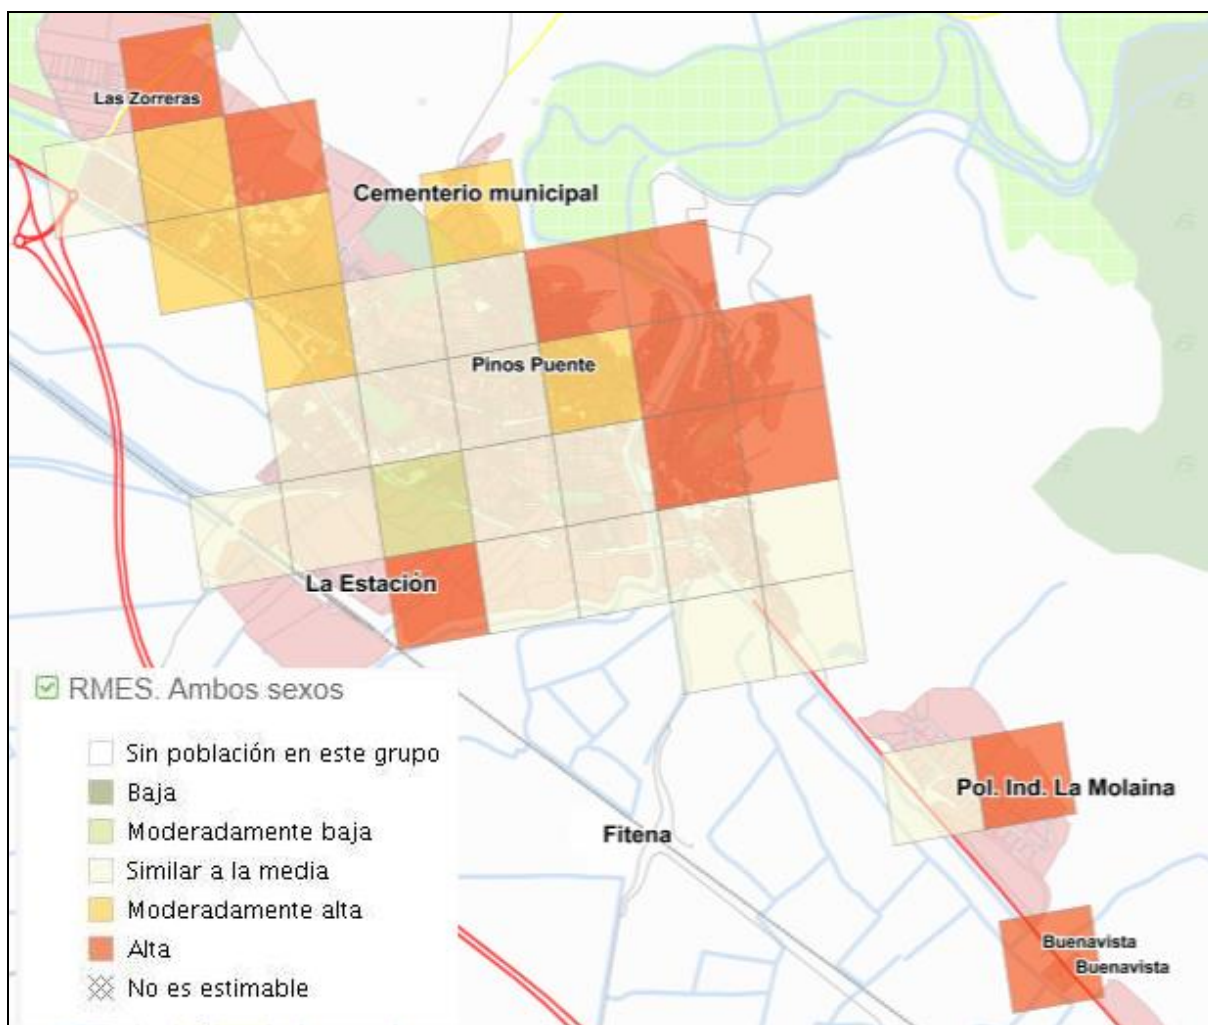 Las Zorreras
Cementerio municipal
Pinos Puente
La Estación
RMES. Ambos sexos
Sin población en este grupo
Baja
Moderadamente baja
Similar a la media
Moderadamente alta
Alta
No es estimable
Fitena
Pol. Ind. La Molaina
Buenavista
Buenavista